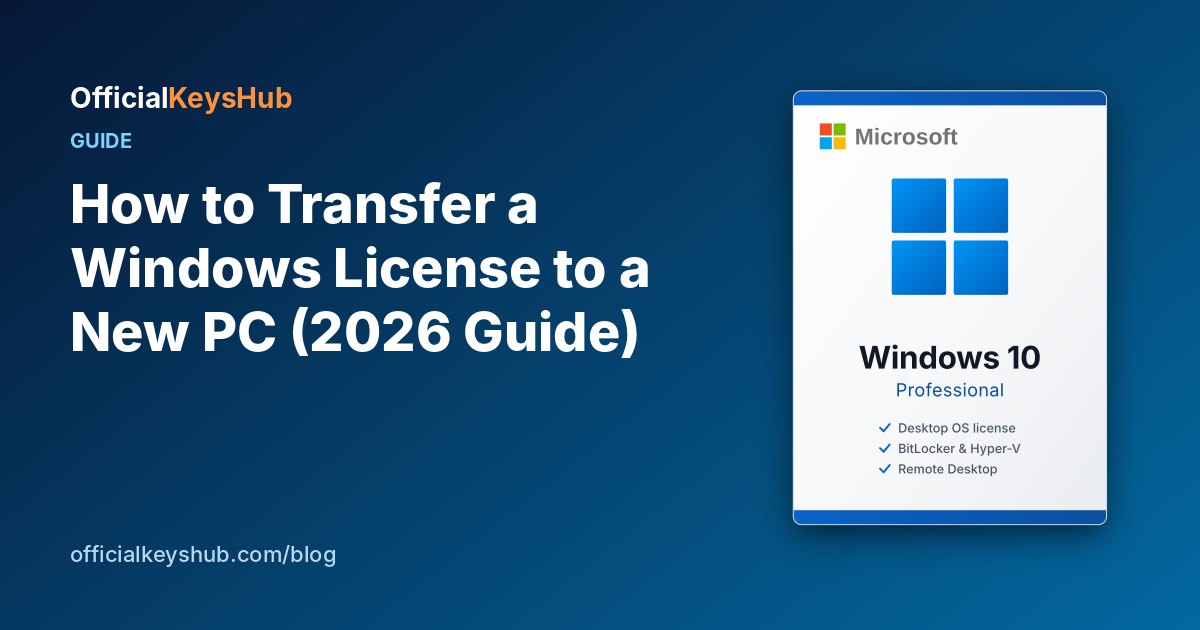 OfficialKeysHub
GUIDE
How to Transfer a
Windows License to a
New PC (2026 Guide)
officialkeyshub.com/blog
Microsoft
Windows 10
Professional
Desktop OS license
BitLocker & Hyper-V
Remote Desktop